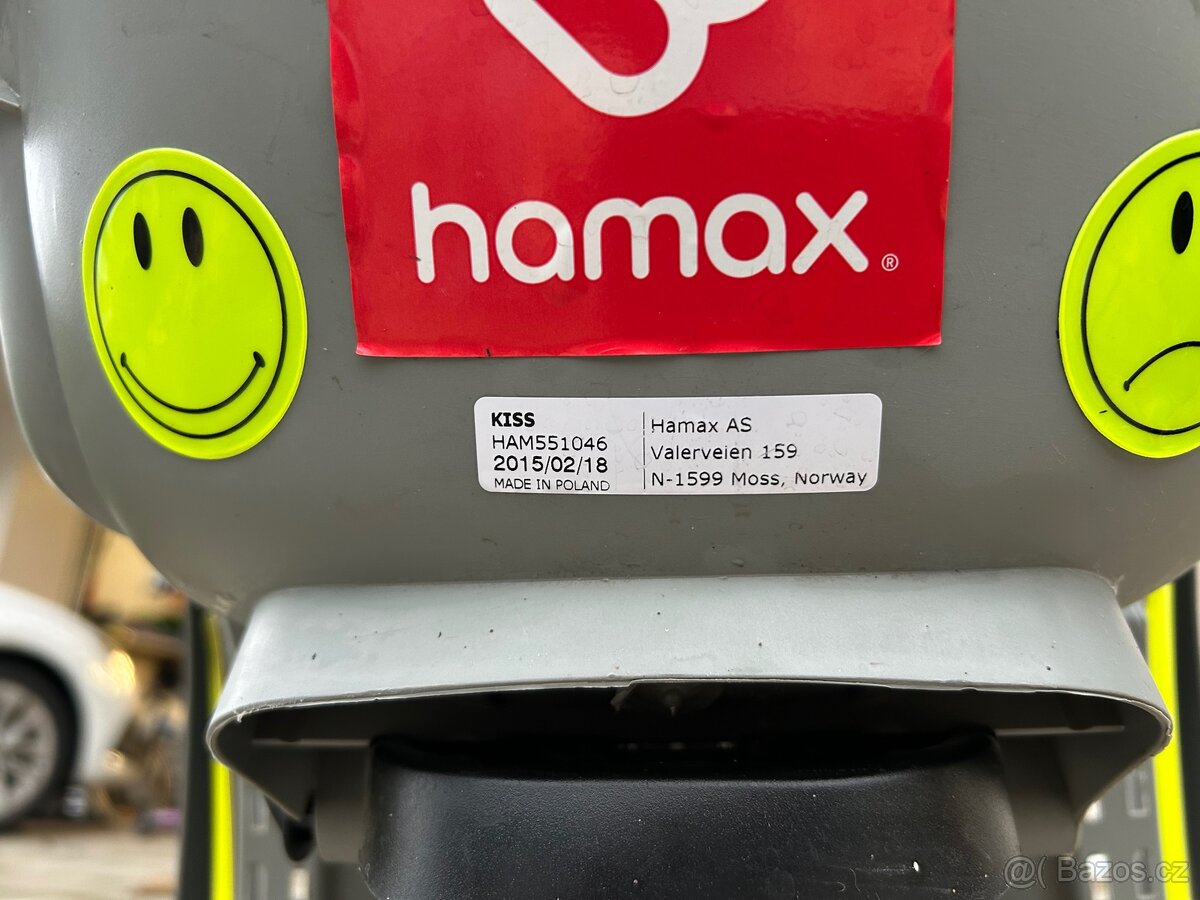 hamax®
KISS
HAM551046
2015/02/18
MADE IN POLAND
Hamax AS
Valerveien 159
N-1599 Moss, Norway
@( Bazos.cz